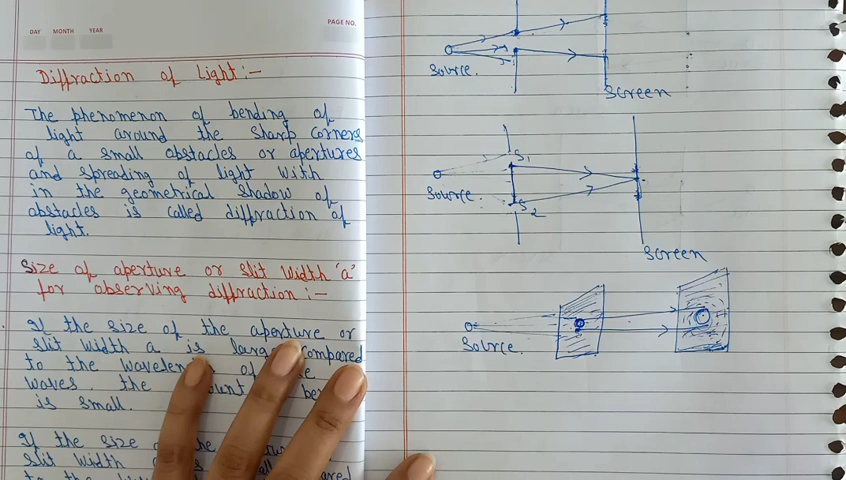 DAY MONTH YEAR
PAGE NO.
Diffraction of Light:-
The phenomenon of bending of
light around the sharp corners
of a small obstacles or apertures
and spreading of light with
in the geometrical shadow of
obstacles is called diffraction of
light.
Size of aperture or slit width 'a'
for observing diffraction :-
If the size of the aperture or
slit width a is large compared
to the of
waves. the
is small.
If the size
slit width
Source.
Screen
S1
Source.
S2
Screen
Source.